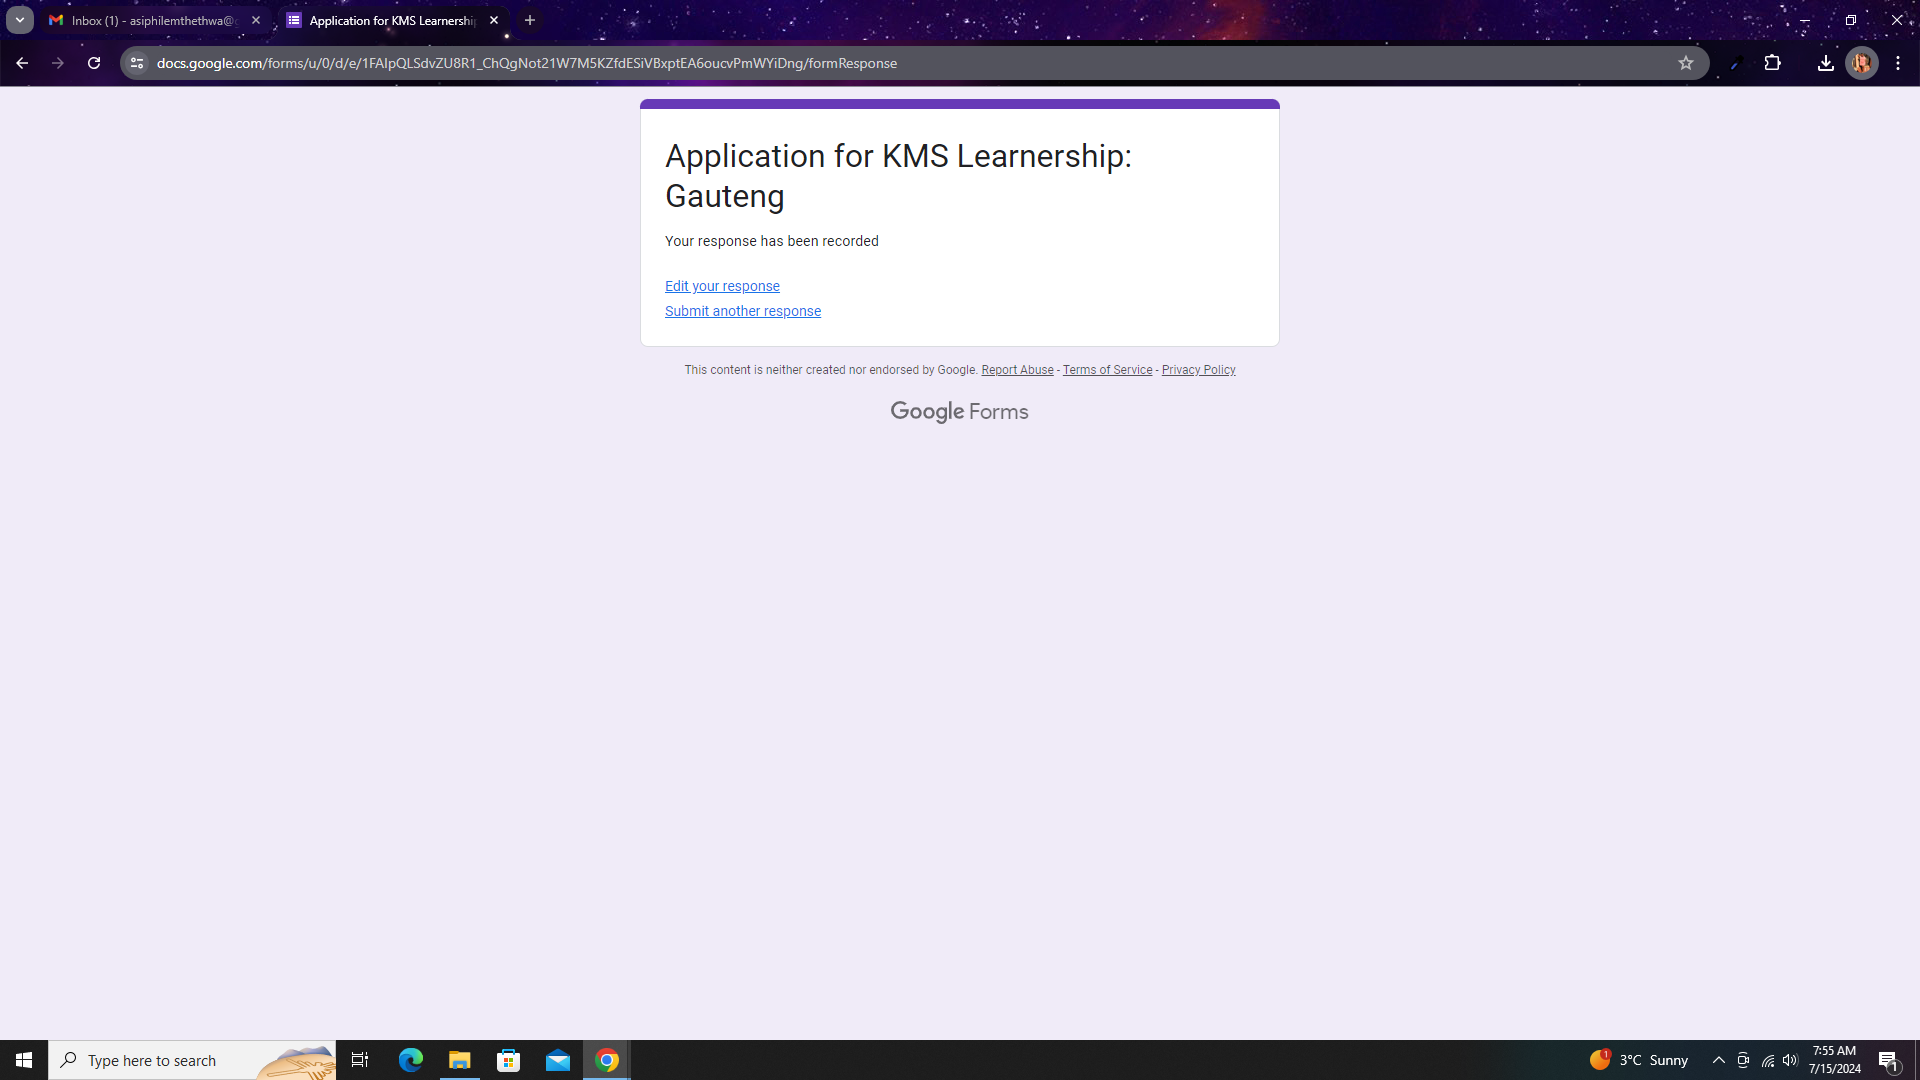 Inbox (1) - asiphilemthethwa@
Application for KMS Learnership
docs.google.com/forms/u/0/d/e/1FAIpQLSdvZU8R1_ChQgNot21W7M5KZfdESiVBxptEA6oucvPmWYiDng/formResponse
Application for KMS Learnership:
Gauteng
Your response has been recorded
Edit your response
Submit another response
This content is neither created nor endorsed by Google. Report Abuse - Terms of Service - Privacy Policy
Google Forms
Type here to search
1
3°C Sunny
7:55 AM
7/15/2024
1